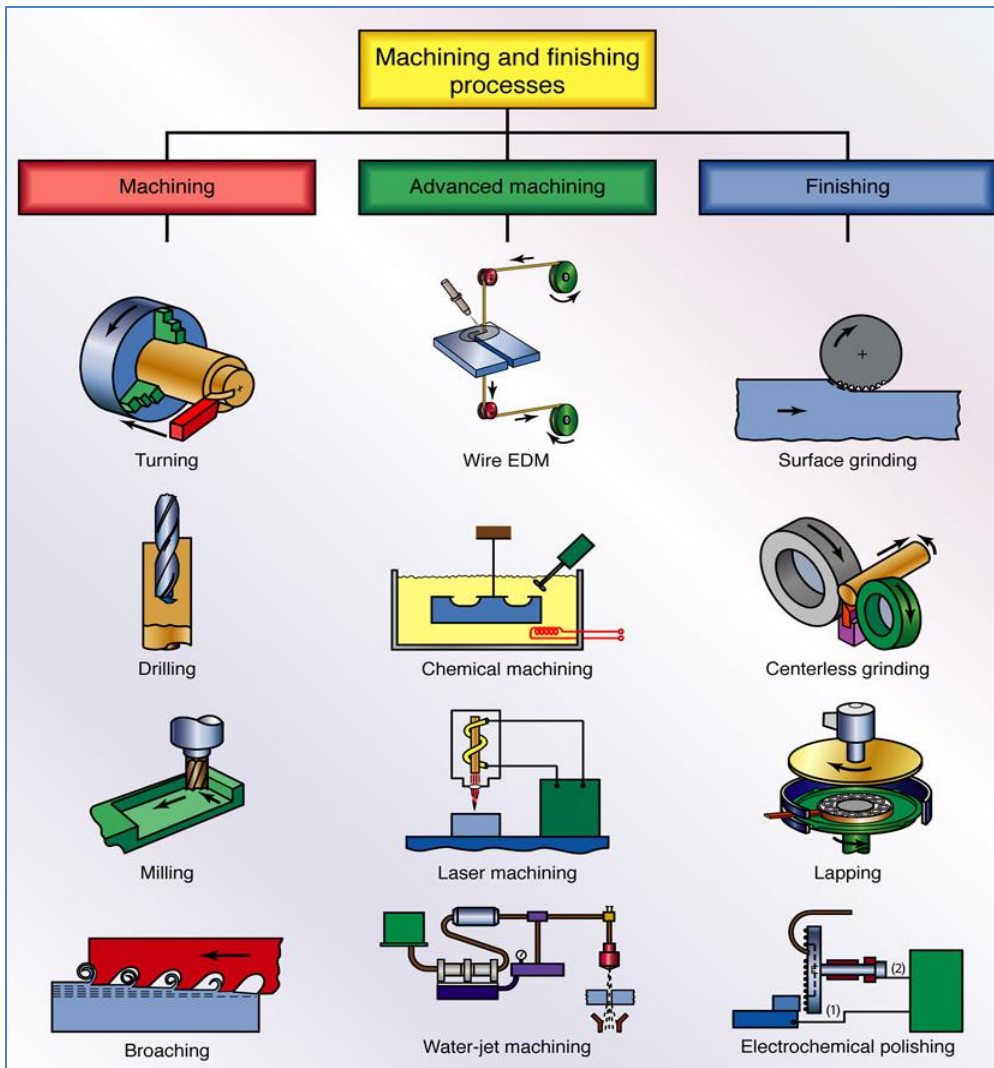 Machining and finishing
processes
Machining
Advanced machining
Finishing
Turning
Wire EDM
Surface grinding
Drilling
Chemical machining
Centerless grinding
Milling
Laser machining
Lapping
(2)
(1)
Broaching
Water-jet machining
Electrochemical polishing